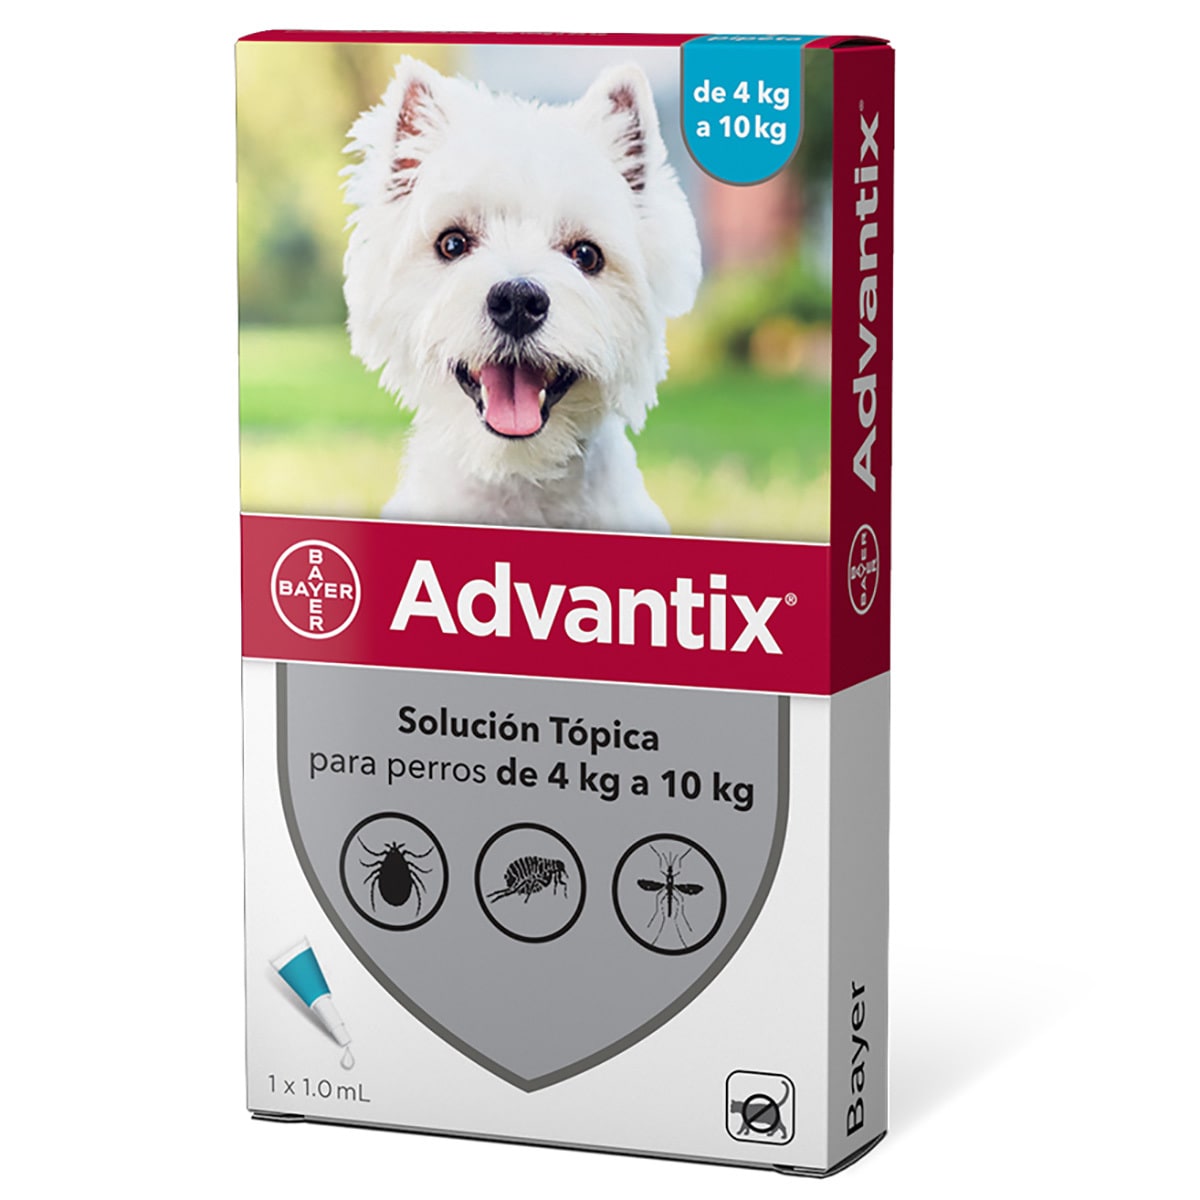 pipeta
de 4 kg
a 10 kg
BAYER
BAYER
Advantix®
Solución Tópica
para perros de 4 kg a 10 kg
1 x 1.0 mL
Advantix®
BAYER
BAYER
Bayer